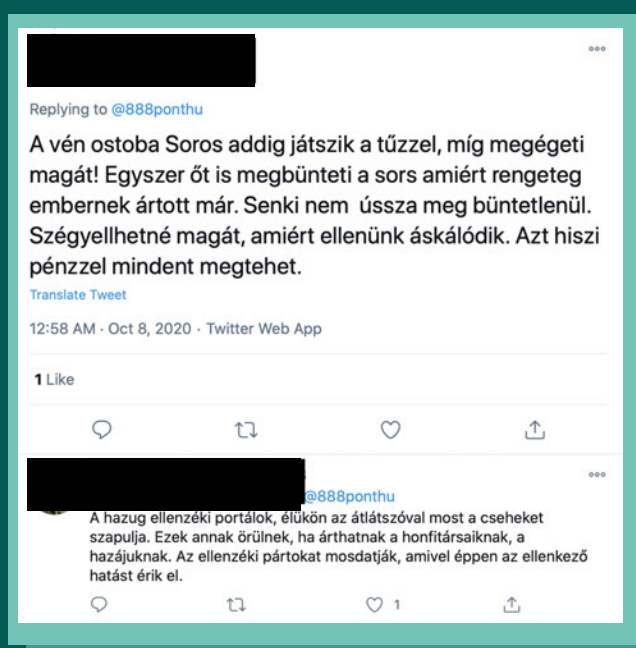 Replying to @888ponthu
A vén ostoba Soros addig játszik a tűzzel, míg megégeti
magát! Egyszer őt is megbünteti a sors amiért rengeteg
embernek ártott már. Senki nem  ússza meg büntetlenül.
Szégyellhetné magát, amiért ellenünk áskálódik. Azt hiszi
pénzzel mindent megtehet.
Translate Tweet
12:58 AM · Oct 8, 2020 · Twitter Web App
1 Like
@888ponthu
A hazug ellenzéki portálok, élükön az átlátszóval most a cseheket
szapulja. Ezek annak örülnek, ha árthatnak a honfitársaiknak, a
hazájuknak. Az ellenzéki pártokat mosdatják, amivel éppen az ellenkező
hatást érik el.
1